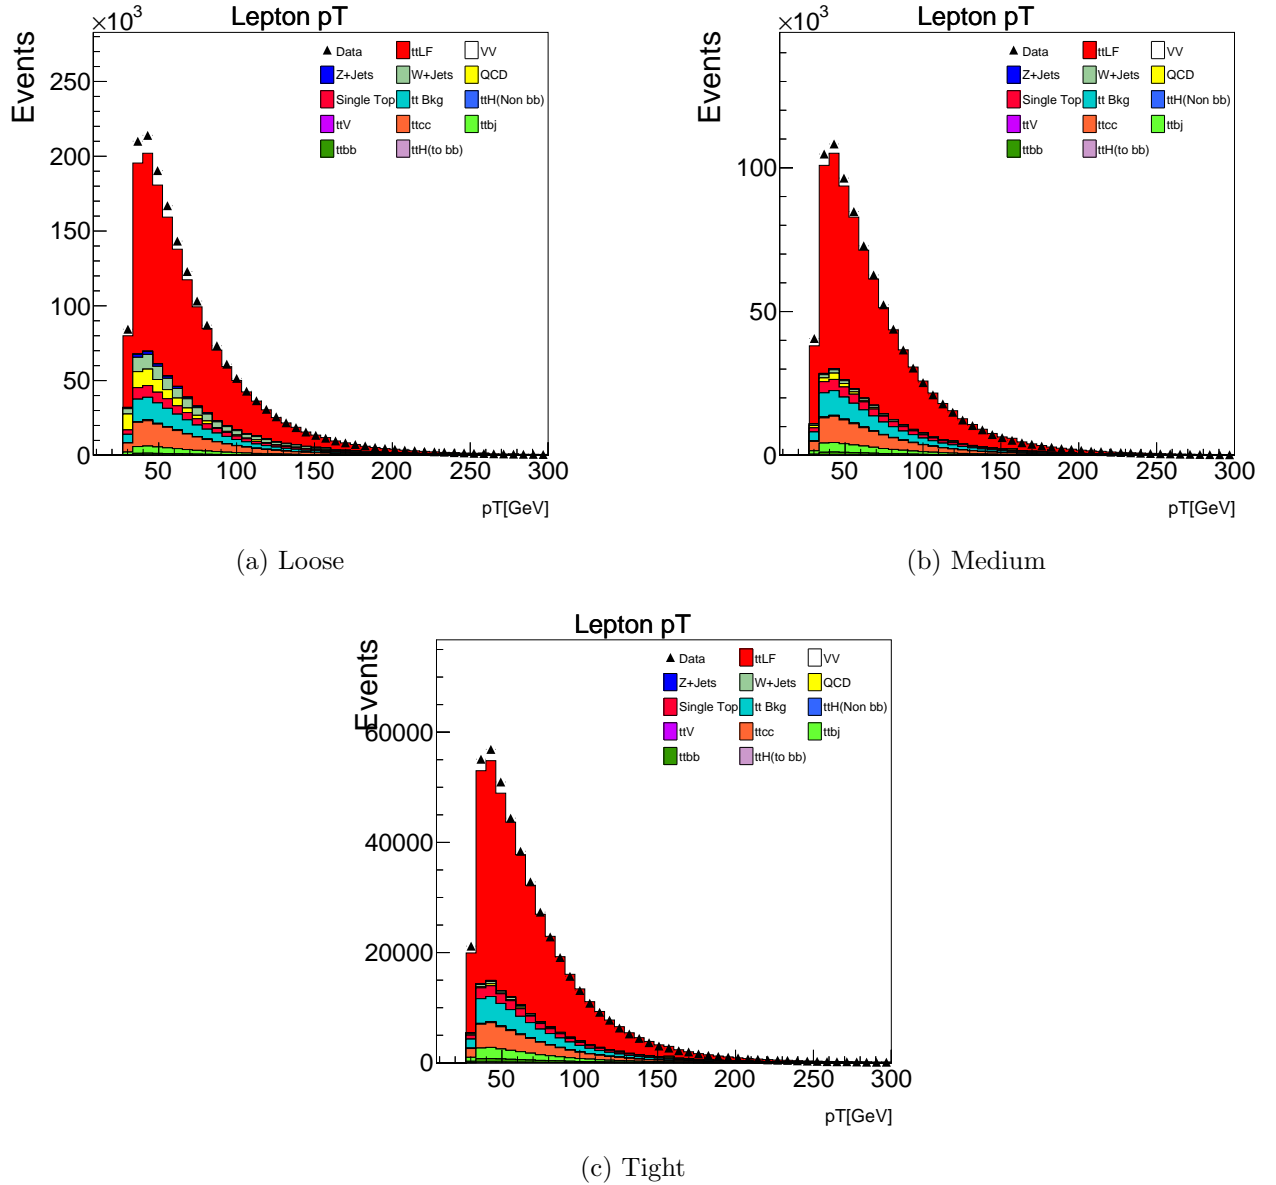 Lepton pT
×10³
Events
Data
ttLF
VV
Z+Jets
W+Jets
QCD
Single Top
tt Bkg
ttH(Non bb)
ttV
ttcc
ttbj
ttbb
ttH(to bb)
250
200
150
100
50
0
50 100 150 200 250 300
pT[GeV]
(a) Loose
Lepton pT
×10³
Events
Data
ttLF
VV
Z+Jets
W+Jets
QCD
Single Top
tt Bkg
ttH(Non bb)
ttV
ttcc
ttbj
ttbb
ttH(to bb)
100
50
0
50 100 150 200 250 300
pT[GeV]
(b) Medium
Lepton pT
Events
Data
ttLF
VV
Z+Jets
W+Jets
QCD
Single Top
tt Bkg
ttH(Non bb)
ttV
ttcc
ttbj
ttbb
ttH(to bb)
60000
40000
20000
0
50 100 150 200 250 300
pT[GeV]
(c) Tight